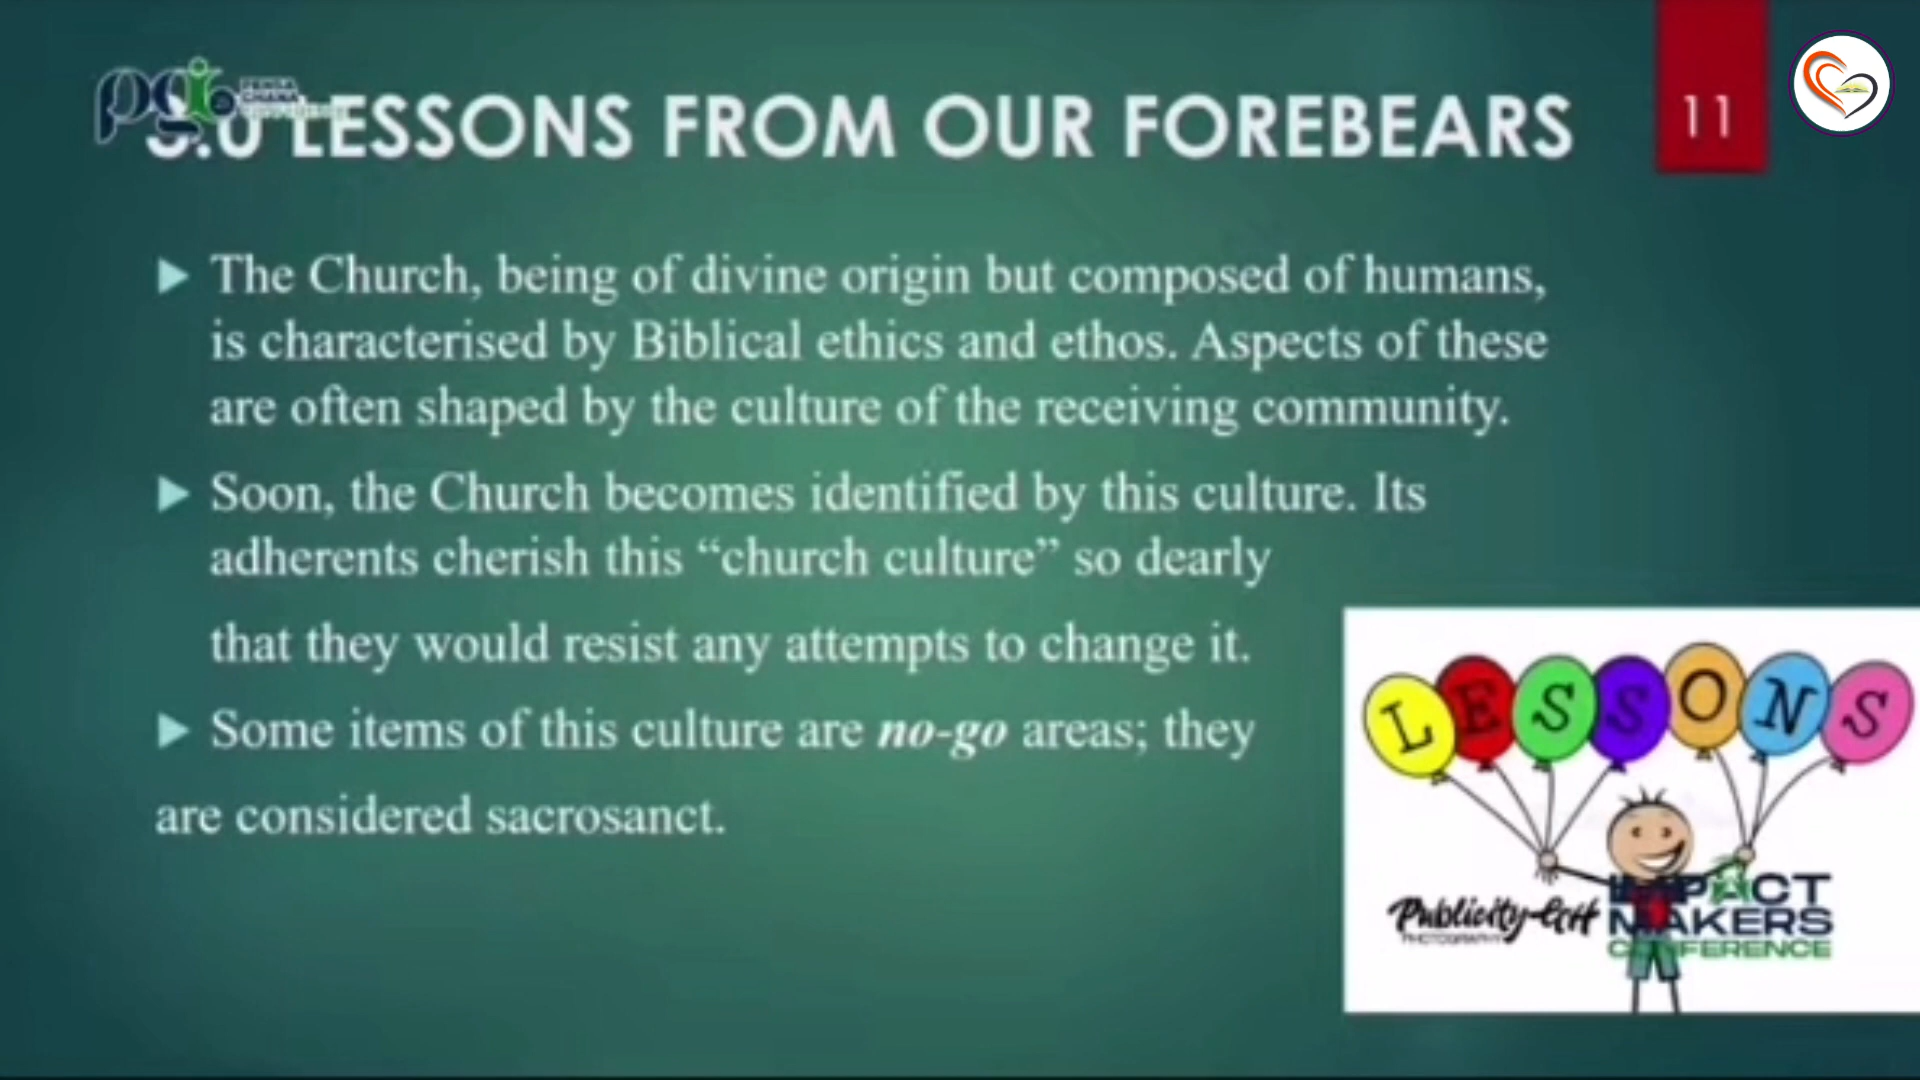 LESSONS FROM OUR FOREBEARS
11
The Church, being of divine origin but composed of humans,
is characterised by Biblical ethics and ethos. Aspects of these
are often shaped by the culture of the receiving community.
Soon, the Church becomes identified by this culture. Its
adherents cherish this “church culture” so dearly
that they would resist any attempts to change it.
Some items of this culture are no-go areas; they
are considered sacrosanct.
LESSONS
IMPACT
MAKERS
CONFERENCE
PHOTOGRAPHY